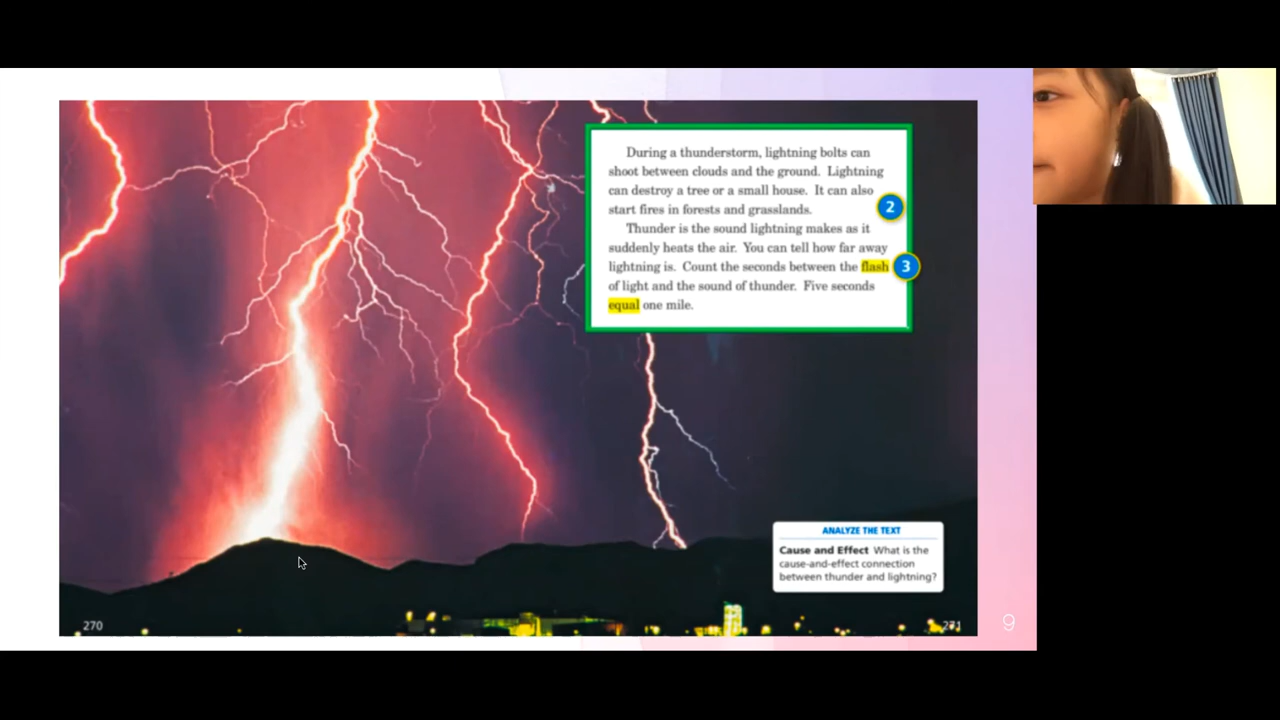 During a thunderstorm, lightning bolts can
shoot between clouds and the ground. Lightning
can destroy a tree or a small house. It can also
start fires in forests and grasslands.
2
Thunder is the sound lightning makes as it
suddenly heats the air. You can tell how far away
lightning is. Count the seconds between the flash
3
of light and the sound of thunder. Five seconds
equal one mile.
ANALYZE THE TEXT
Cause and Effect What is the
cause-and-effect connection
between thunder and lightning?
270
271
9